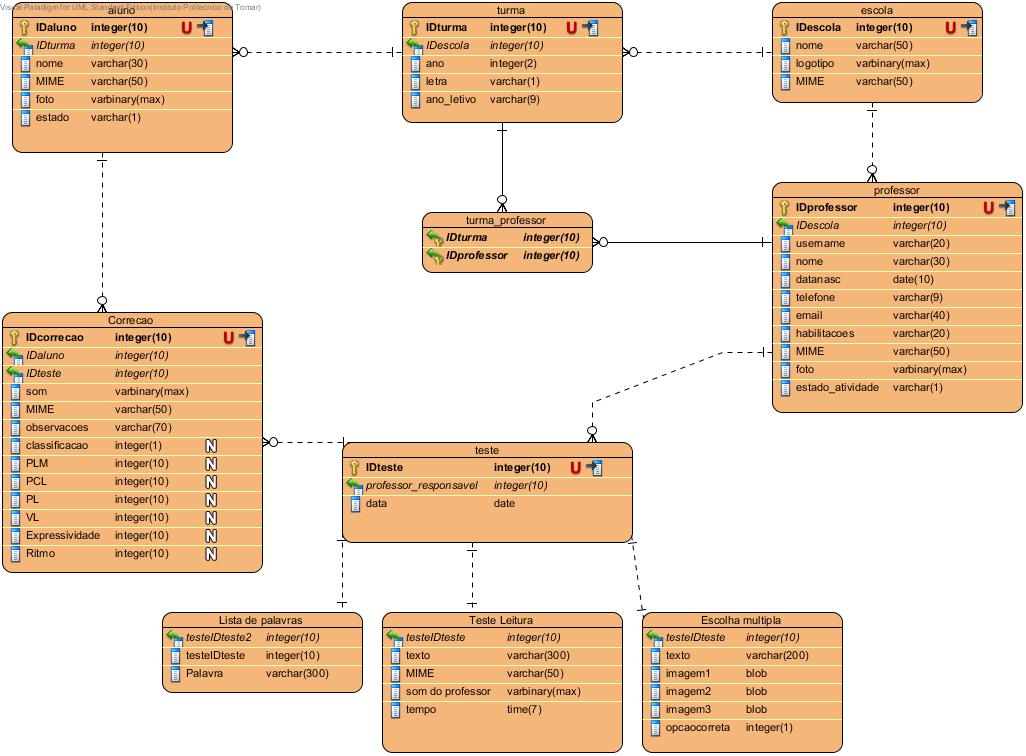 Visual Paradigm for UML Standard Edition(Instituto Politecnico de Tomar)
aluno
IDaluno integer(10) U
IDturma integer(10)
nome varchar(30)
MIME varchar(50)
foto varbinary(max)
estado varchar(1)
turma
IDturma integer(10) U
IDescola integer(10)
ano integer(2)
letra varchar(1)
ano_letivo varchar(9)
escola
IDescola integer(10) U
nome varchar(50)
logotipo varbinary(max)
MIME varchar(50)
turma_professor
IDturma integer(10)
IDprofessor integer(10)
professor
IDprofessor integer(10) U
IDescola integer(10)
username varchar(20)
nome varchar(30)
datanasc date(10)
telefone varchar(9)
email varchar(40)
habilitacoes varchar(20)
MIME varchar(50)
foto varbinary(max)
estado_atividade varchar(1)
Correcao
IDcorrecao integer(10) U
IDaluno integer(10)
IDteste integer(10)
som varbinary(max)
MIME varchar(50)
observacoes varchar(70)
classificacao integer(1) N
PLM integer(10) N
PCL integer(10) N
PL integer(10) N
VL integer(10) N
Expressividade integer(10) N
Ritmo integer(10) N
teste
IDteste integer(10) U
professor_responsavel integer(10)
data date
Lista de palavras
testeIDteste2 integer(10)
testeIDteste integer(10)
Palavra varchar(300)
Teste Leitura
testeIDteste integer(10)
texto varchar(300)
MIME varchar(50)
som do professor varbinary(max)
tempo time(7)
Escolha multipla
testeIDteste integer(10)
texto varchar(200)
imagem1 blob
imagem2 blob
imagem3 blob
opcaocorreta integer(1)